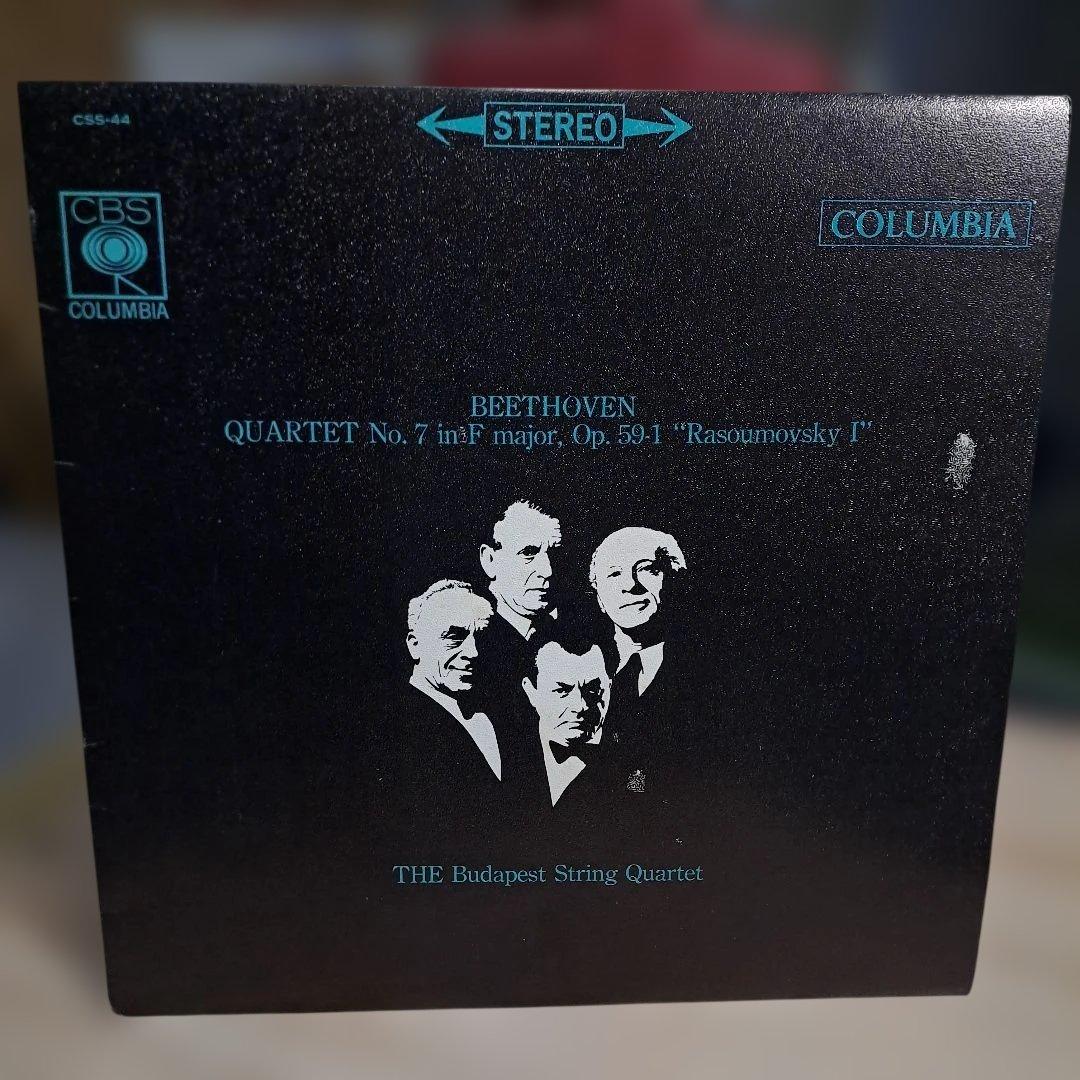 CSS-44
STEREO
CBS
COLUMBIA
COLUMBIA
BEETHOVEN
QUARTET No. 7 in F major, Op. 59-1 “Rasoumovsky I”
THE Budapest String Quartet